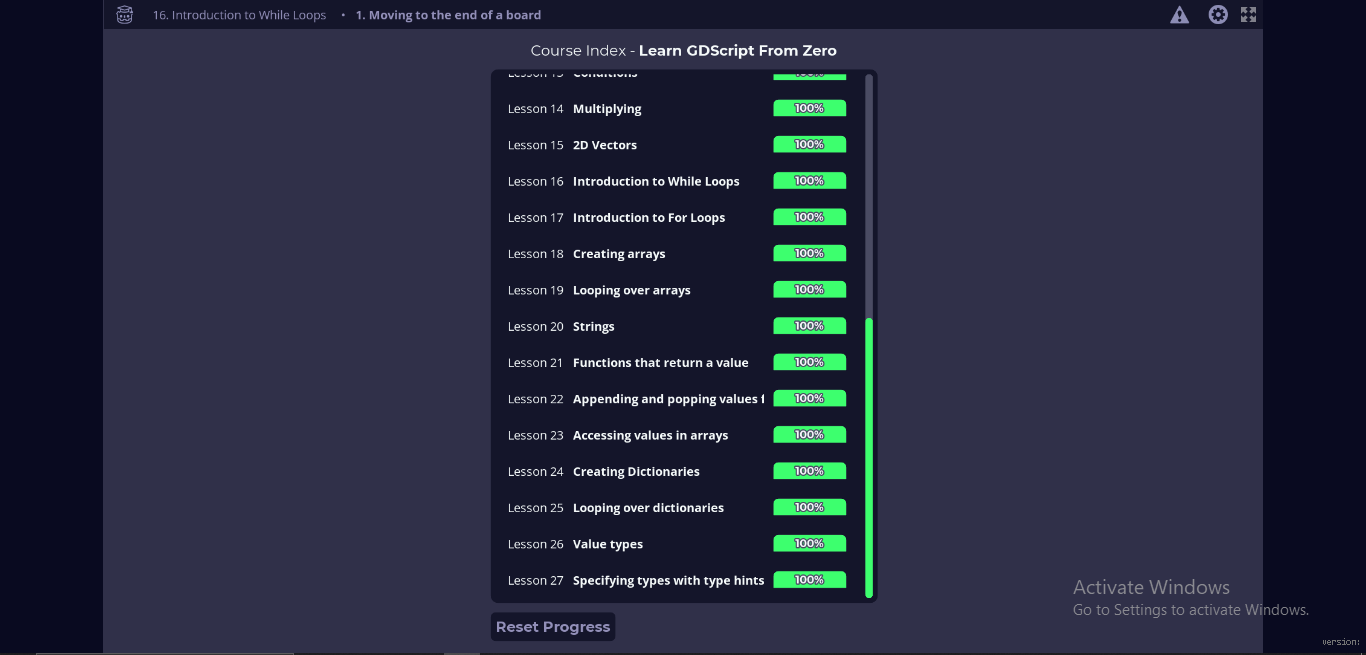 16. Introduction to While Loops • 1. Moving to the end of a board
Course Index - Learn GDScript From Zero
Lesson 13 Conditions 100%
Lesson 14 Multiplying 100%
Lesson 15 2D Vectors 100%
Lesson 16 Introduction to While Loops 100%
Lesson 17 Introduction to For Loops 100%
Lesson 18 Creating arrays 100%
Lesson 19 Looping over arrays 100%
Lesson 20 Strings 100%
Lesson 21 Functions that return a value 100%
Lesson 22 Appending and popping values f 100%
Lesson 23 Accessing values in arrays 100%
Lesson 24 Creating Dictionaries 100%
Lesson 25 Looping over dictionaries 100%
Lesson 26 Value types 100%
Lesson 27 Specifying types with type hints 100%
Reset Progress
Activate Windows
Go to Settings to activate Windows.
version: